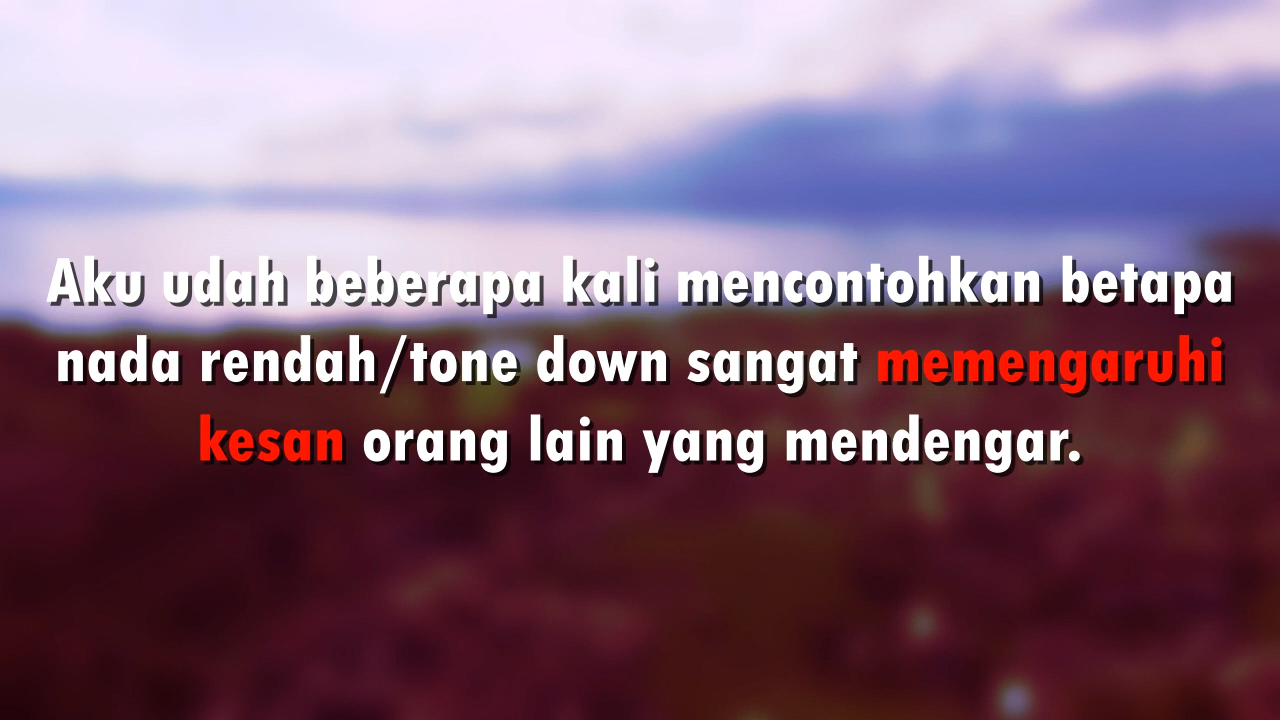 Aku udah beberapa kali mencontohkan betapa
nada rendah/tone down sangat memengaruhi
kesan orang lain yang mendengar.